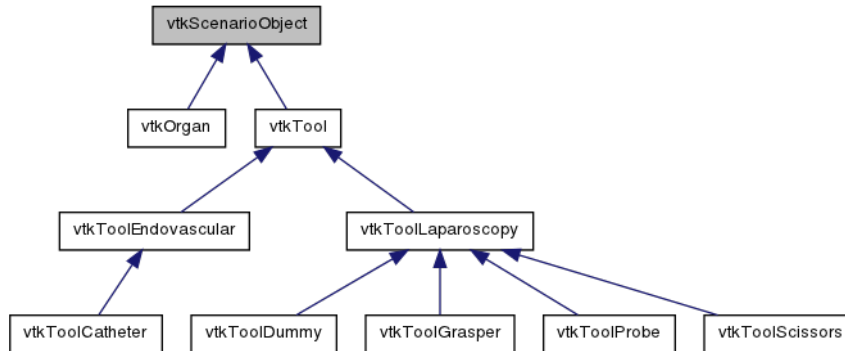 vtkScenarioObject
vtkOrgan
vtkTool
vtkToolEndovascular
vtkToolLaparoscopy
vtkToolCatheter
vtkToolDummy
vtkToolGrasper
vtkToolProbe
vtkToolScissors